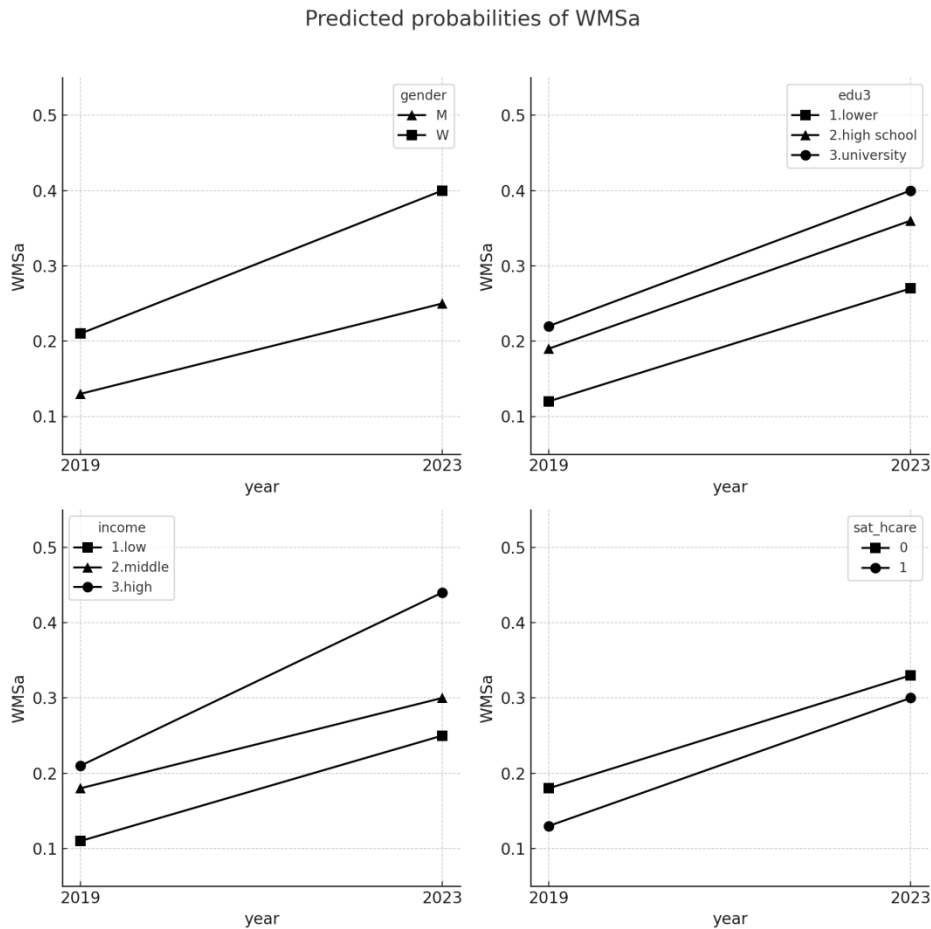 Predicted probabilities of WMSa
gender
M
W
0.5
0.4
0.3
0.2
0.1
WMSa
2019
2023
year
edu3
1.lower
2.high school
3.university
0.5
0.4
0.3
0.2
0.1
WMSa
2019
2023
year
income
1.low
2.middle
3.high
0.5
0.4
0.3
0.2
0.1
WMSa
2019
2023
year
sat_hcare
0
1
0.5
0.4
0.3
0.2
0.1
WMSa
2019
2023
year